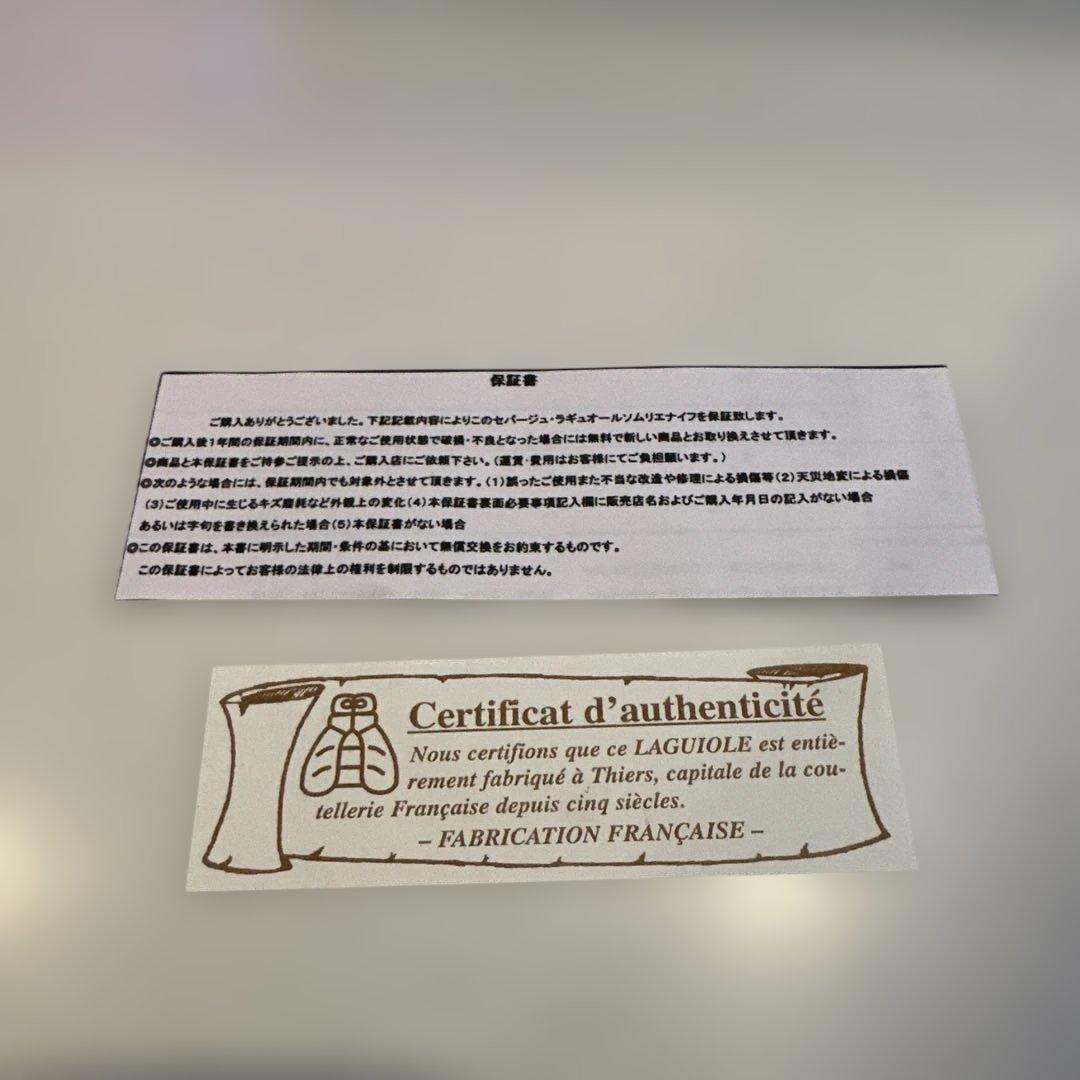 保証書
ご購入ありがとうございました。下記記載内容によりこのセパージュ・ラギュオールソムリエナイフを保証致します。
◎ご購入後1年間の保証期間内に、正常なご使用状態で破損・不良となった場合には無料で新しい商品とお取り換えさせて頂きます。
◎商品と本保証書をご持参ご提示の上、ご購入店にご依頼下さい。(運賃・費用はお客様にてご負担願います。)
◎次のような場合には、保証期間内でも対象外とさせて頂きます。(1)誤ったご使用また不当な改造や修理による損傷等(2)天災地変による損傷
(3)ご使用中に生じるキズ磨耗など外観上の変化(4)本保証書裏面必要事項記入欄に販売店名およびご購入年月日の記入がない場合
あるいは字句を書き換えられた場合(5)本保証書がない場合
◎この保証書は、本書に明示した期間・条件の基において無償交換をお約束するものです。
この保証書によってお客様の法律上の権利を制限するものではありません。
Certificat d'authenticité
Nous certifions que ce LAGUIOLE est entiè-
rement fabriqué à Thiers, capitale de la cou-
tellerie Française depuis cinq siècles.
– FABRICATION FRANÇAISE –